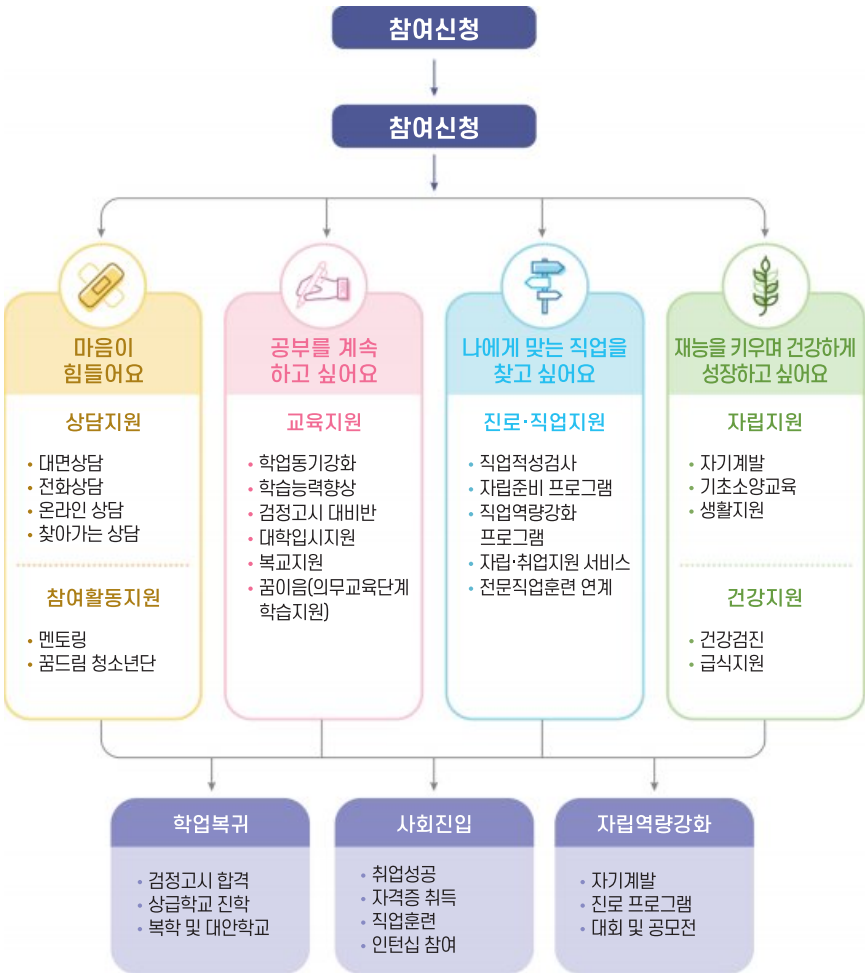 참여신청
참여신청
마음이
힘들어요
상담지원
• 대면상담
• 전화상담
• 온라인 상담
• 찾아가는 상담
참여활동지원
• 멘토링
• 꿈드림 청소년단
공부를 계속
하고 싶어요
교육지원
• 학업동기강화
• 학습능력향상
• 검정고시 대비반
• 대학입시지원
• 복교지원
• 꿈이음(의무교육단계
학습지원)
나에게 맞는 직업을
찾고 싶어요
진로·직업지원
• 직업적성검사
• 자립준비 프로그램
• 직업역량강화
프로그램
• 자립·취업지원 서비스
• 전문직업훈련 연계
재능을 키우며 건강하게
성장하고 싶어요
자립지원
• 자기계발
• 기초소양교육
• 생활지원
건강지원
• 건강검진
• 급식지원
학업복귀
• 검정고시 합격
• 상급학교 진학
• 복학 및 대안학교
사회진입
• 취업성공
• 자격증 취득
• 직업훈련
• 인턴십 참여
자립역량강화
• 자기계발
• 진로 프로그램
• 대회 및 공모전